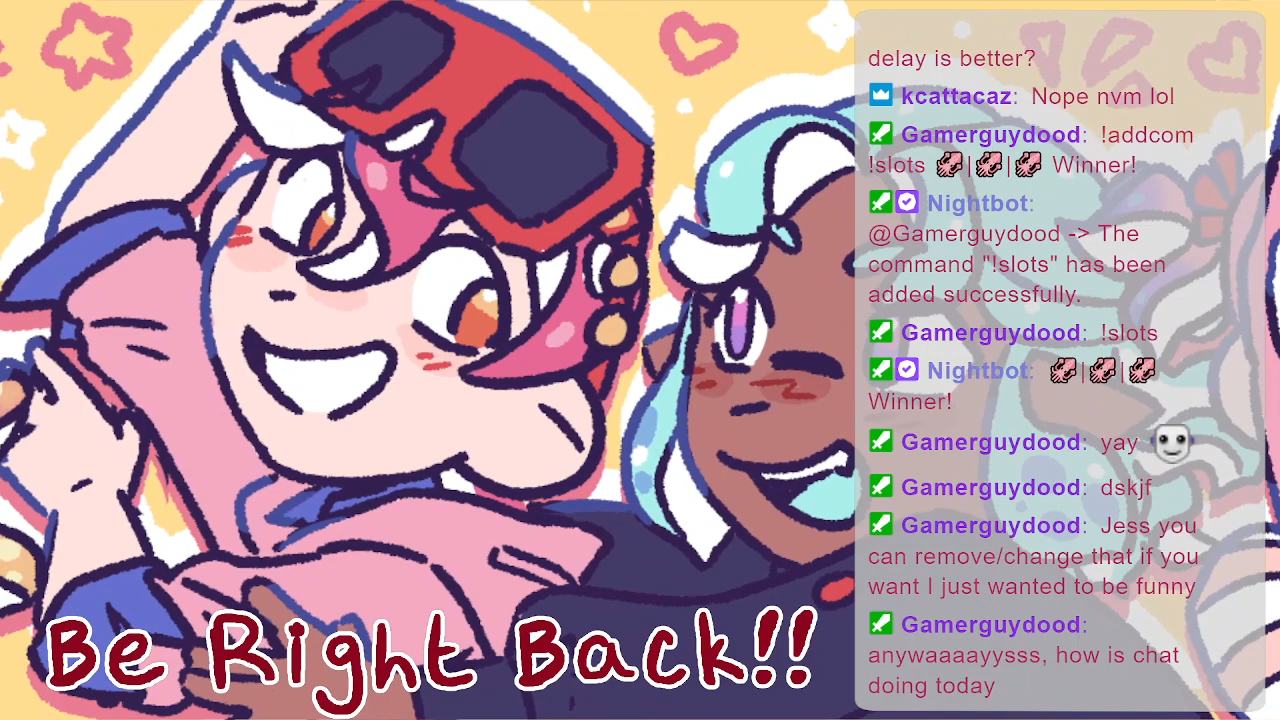 delay is better?
kcattacaz: Nope nvm lol
Gamerguydood: !addcom
!slots 🦑|🦑|🦑 Winner!
Nightbot:
@Gamerguydood -> The
command "!slots" has been
added successfully.
Gamerguydood: !slots
Nightbot: 🦑|🦑|🦑
Winner!
Gamerguydood: yay
Gamerguydood: dskjf
Gamerguydood: Jess you
can remove/change that if you
want I just wanted to be funny
Gamerguydood:
anywaaaayysss, how is chat
doing today
Be Right Back!!